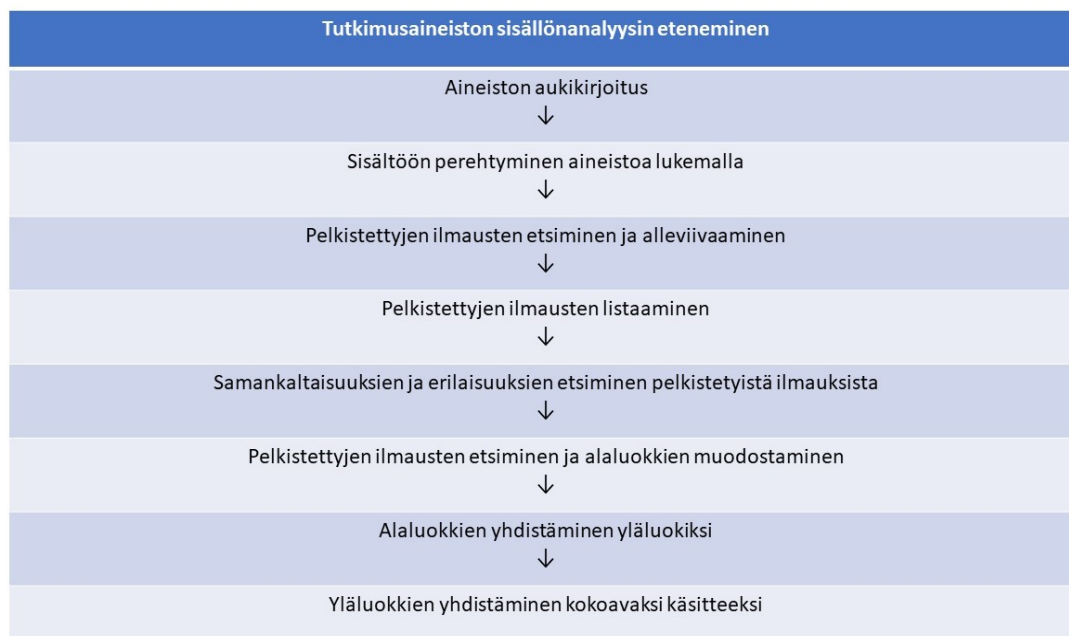 Tutkimusaineiston sisällönanalyysin eteneminen
Aineiston aukikirjoitus
↓
Sisältöön perehtyminen aineistoa lukemalla
↓
Pelkistettyjen ilmausten etsiminen ja alleviivaaminen
↓
Pelkistettyjen ilmausten listaaminen
↓
Samankaltaisuuksien ja erilaisuuksien etsiminen pelkistetyistä ilmauksista
↓
Pelkistettyjen ilmausten etsiminen ja alaluokkien muodostaminen
↓
Alaluokkien yhdistäminen yläluokiksi
↓
Yläluokkien yhdistäminen kokoavaksi käsitteeksi